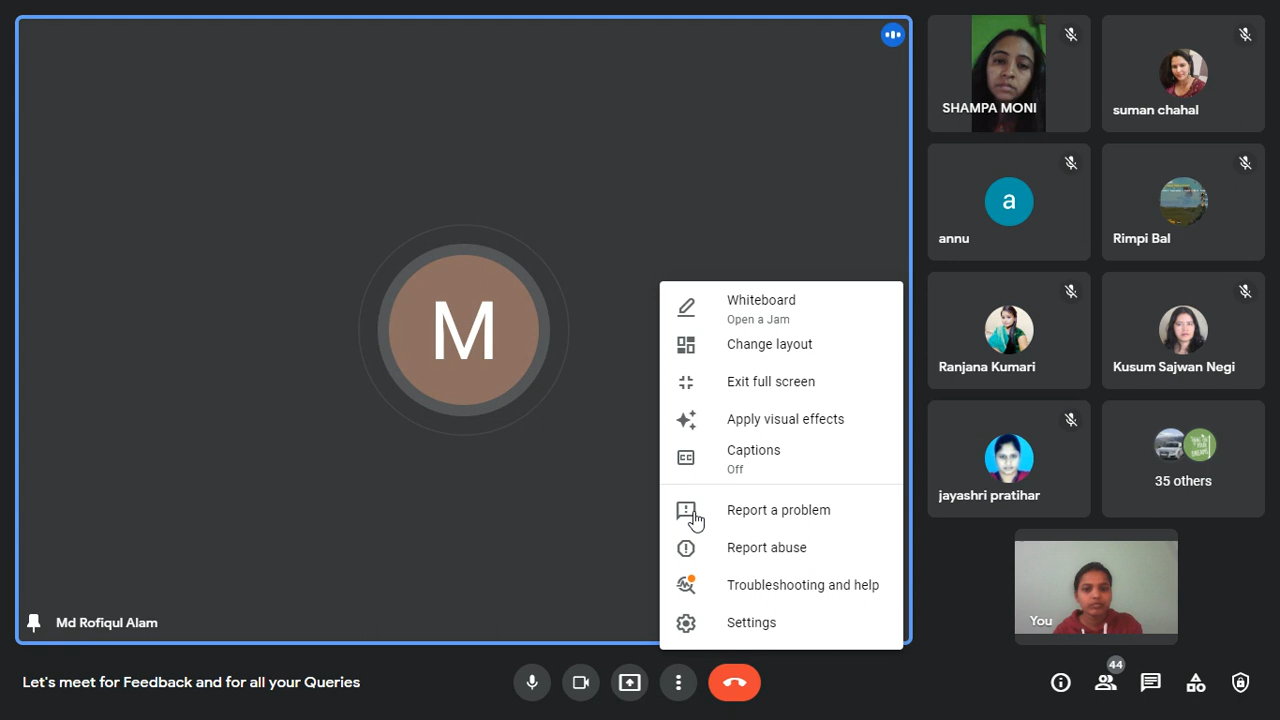 M
Md Rofiqul Alam
Whiteboard
Open a Jam
Change layout
Exit full screen
Apply visual effects
CC
Captions
Off
Report a problem
Report abuse
Troubleshooting and help
Settings
SHAMPA MONI
suman chahal
a
annu
Rimpi Bal
Ranjana Kumari
Kusum Sajwan Negi
jayashri pratihar
35 others
You
Let's meet for Feedback and for all your Queries
44